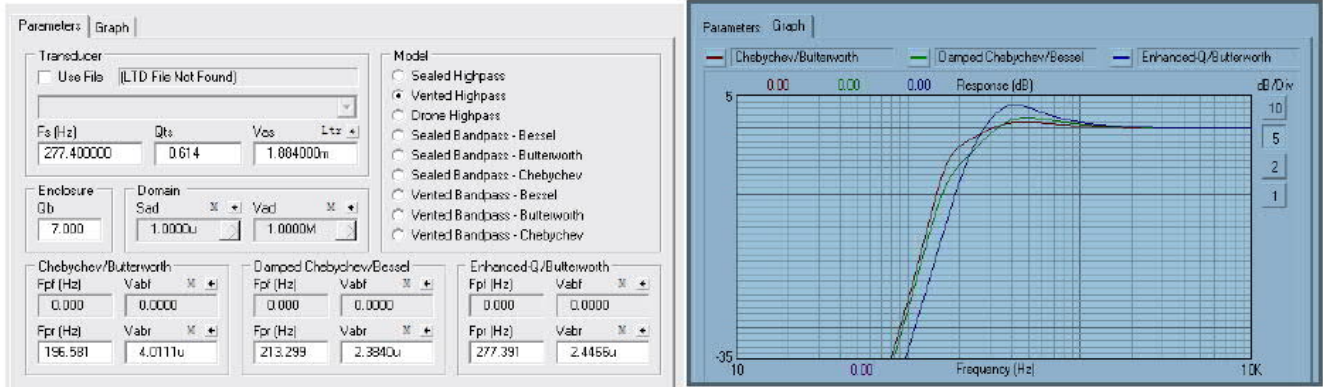 Parameters Graph
Transducer
Use File (LTD File Not Found)
Fs (Hz) Qts Vas Ltr
277.400000 0.614 1.884000m
Enclosure
Qb
7.000
Domain
Sad M Vad M
1.0000u 1.0000M
Model
Sealed Highpass
Vented Highpass
Drone Highpass
Sealed Bandpass - Bessel
Sealed Bandpass - Butterworth
Sealed Bandpass - Chebychev
Vented Bandpass - Bessel
Vented Bandpass - Butterworth
Vented Bandpass - Chebychev
Chebychev/Butterworth
Fpf (Hz) Vabf M
0.000 0.0000
Fpr (Hz) Vabr M
196.581 4.0111u
Damped Chebychev/Bessel
Fpf (Hz) Vabf M
0.000 0.0000
Fpr (Hz) Vabr M
213.299 2.3840u
Enhanced-Q/Butterworth
Fpf (Hz) Vabf M
0.000 0.0000
Fpr (Hz) Vabr M
277.391 2.4466u
Parameters Graph
Chebychev/Butterworth Damped Chebychev/Bessel Enhanced-Q/Butterworth
0.00 0.00 0.00 Response (dB) dB/Div
5
10
5
2
1
-35
10 0.00 Frequency (Hz) 10K